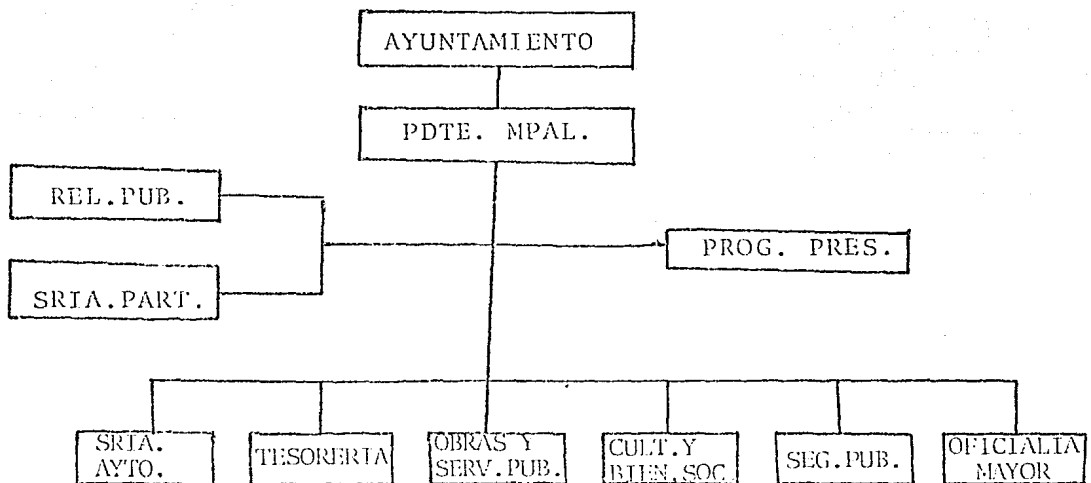 AYUNTAMIENTO
PDTE. MPAL.
REL.PUB.
PROG. PRES.
SRIA.PART.
SRIA.
AYTO.
TESORERIA
OBRAS Y
SERV.PUB.
CULT.Y
BIEN.SOC
SEG.PUB.
OFICIALIA
MAYOR